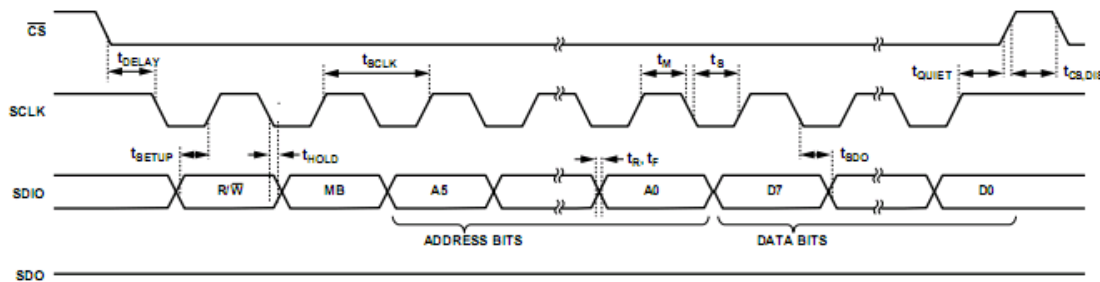 CS
tDELAY
tSCLK
tM
tS
tQUIET
tCS,DIS
SCLK
tSETUP
tHOLD
tR, tF
tSDO
SDIO
R/W
MB
A5
A0
D7
D0
ADDRESS BITS
DATA BITS
SDO